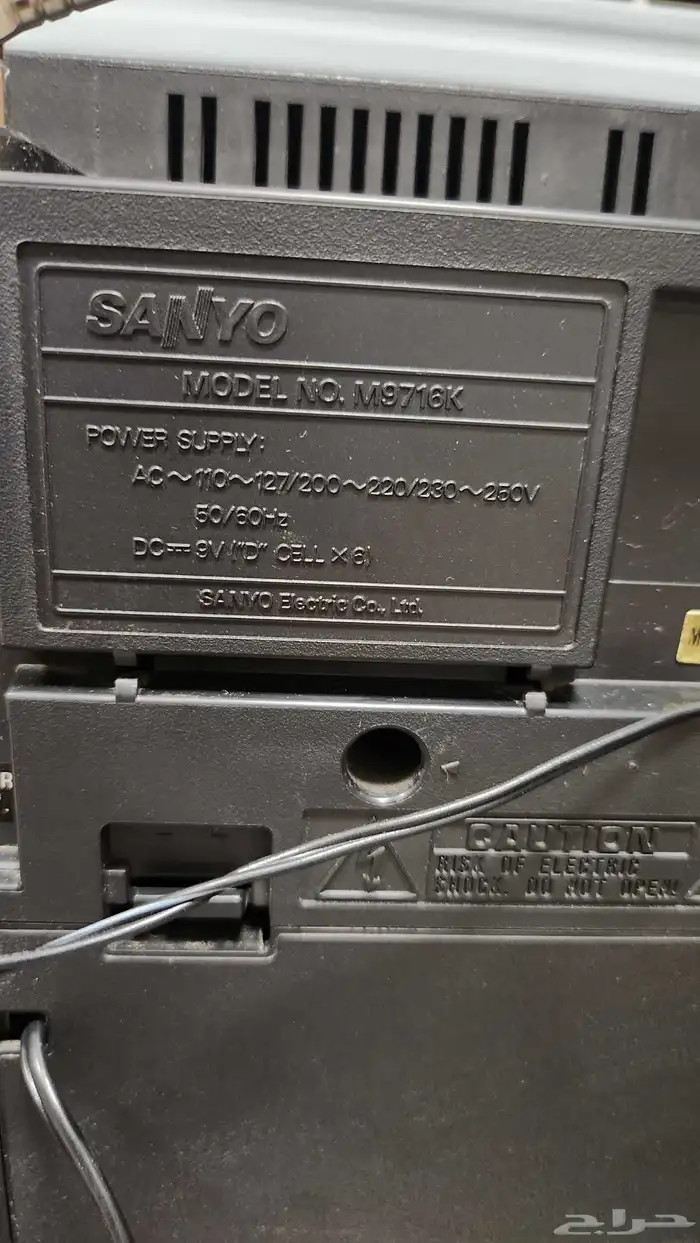 SANYO
MODEL NO. M9716K
POWER SUPPLY:
AC～110～127/200～220/230～250V
50/60Hz
DC⎓9V ("D" CELL × 6)
SANYO Electric Co., Ltd.
CAUTION
RISK OF ELECTRIC
SHOCK. DO NOT OPEN!
R
حراج